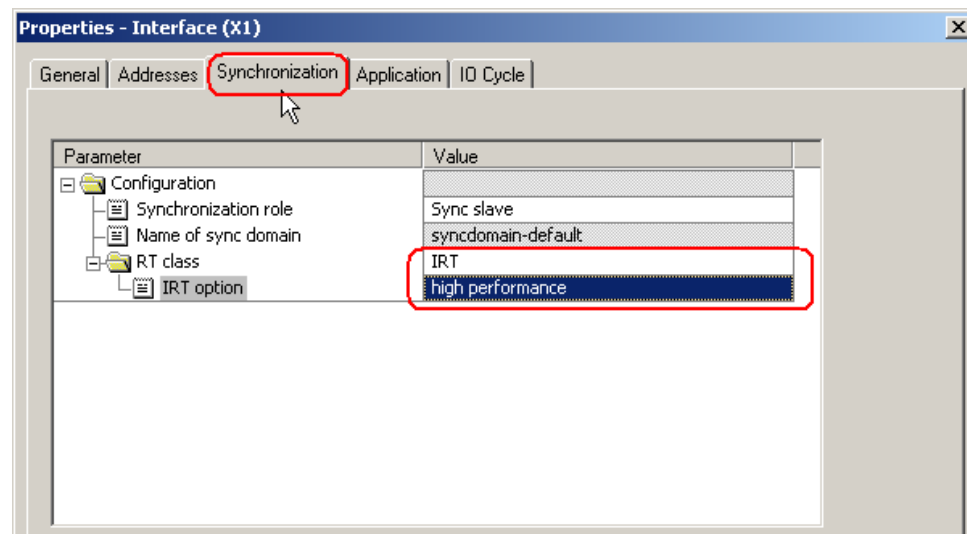 Properties - Interface (X1)
General Addresses Synchronization Application IO Cycle
Parameter Value
Configuration
Synchronization role Sync slave
Name of sync domain syncdomain-default
RT class IRT
IRT option high performance